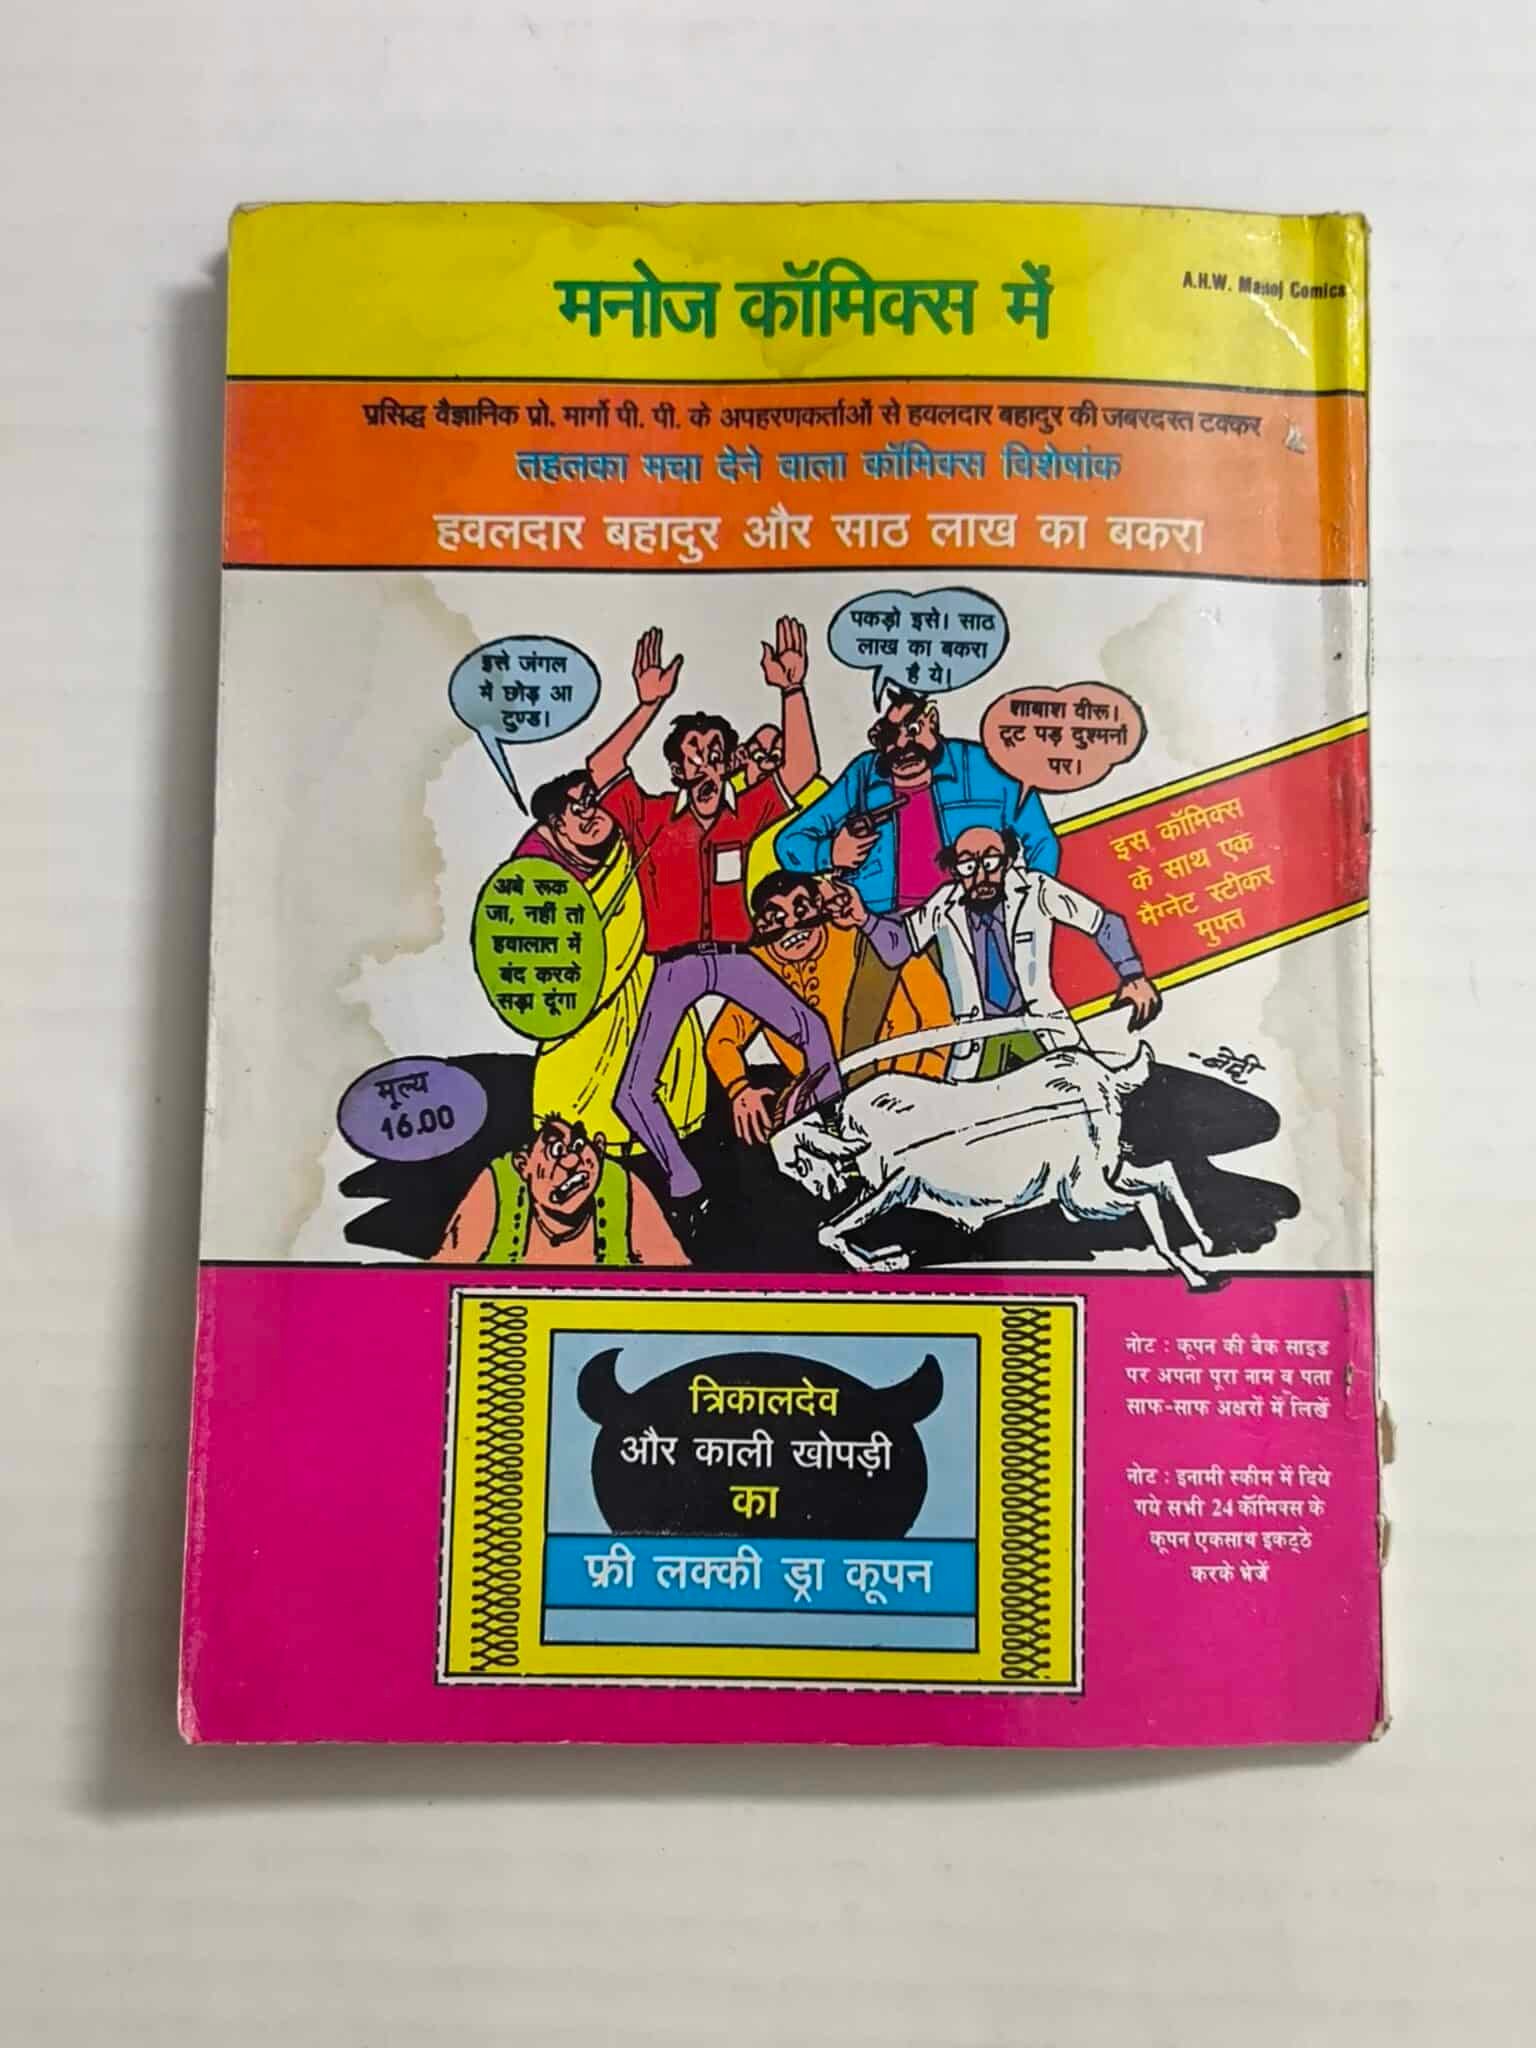 मनोज कॉमिक्स में
A.H.W. Manoj Comics
प्रसिद्ध वैज्ञानिक प्रो. मार्गो पी. पी. के अपहरणकर्ताओं से हवलदार बहादुर की जबरदस्त टक्कर
तहलका मचा देने वाला कॉमिक्स विशेषांक
हवलदार बहादुर और साठ लाख का बकरा
इत्ते जंगल
में छोड़ आ
टुण्ड।
पकड़ो इसे। साठ
लाख का बकरा
है ये।
शाबाश वीरू।
टूट पड़ दुश्मनों
पर।
अबे रूक
जा, नहीं तो
हवालात में
बंद करके
सड़ा दूंगा
इस कॉमिक्स
के साथ एक
मैग्नेट स्टीकर
मुफ्त
मूल्य
16.00
बेदी
त्रिकालदेव
और काली खोपड़ी
का
फ्री लक्की ड्रा कूपन
नोट : कूपन की बैक साइड
पर अपना पूरा नाम व पता
साफ-साफ अक्षरों में लिखें
नोट : इनामी स्कीम में दिये
गये सभी 24 कॉमिक्स के
कूपन एकसाथ इकट्ठे
करके भेजें